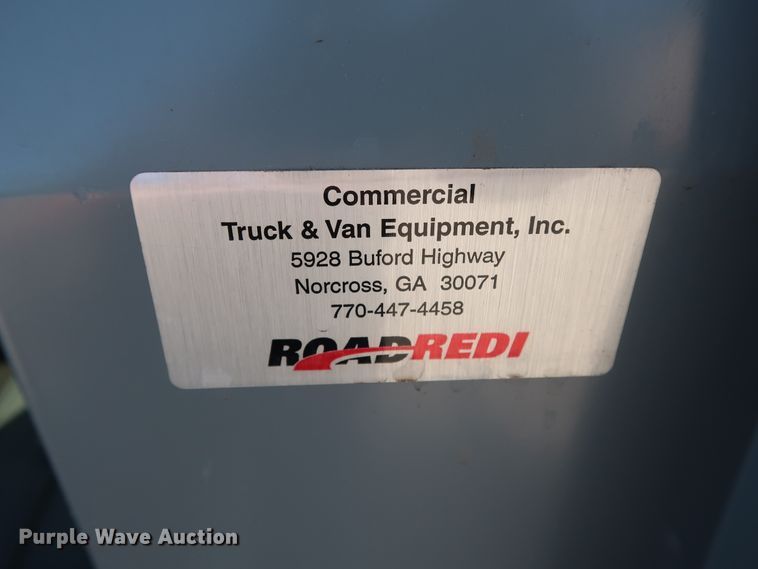 Commercial
Truck & Van Equipment, Inc.
5928 Buford Highway
Norcross, GA 30071
770-447-4458
ROADREDI
Purple Wave Auction